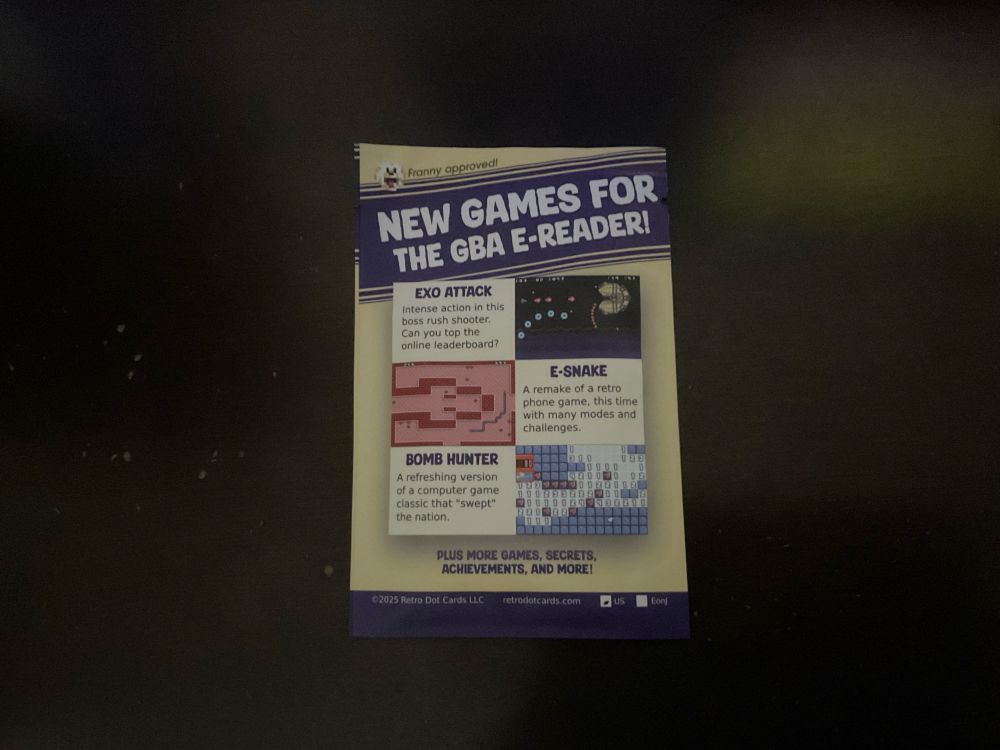 Franny approved!
NEW GAMES FOR
THE GBA E-READER!
EXO ATTACK
Intense action in this
boss rush shooter.
Can you top the
online leaderboard?
E-SNAKE
A remake of a retro
phone game, this time
with many modes and
challenges.
BOMB HUNTER
A refreshing version
of a computer game
classic that "swept"
the nation.
PLUS MORE GAMES, SECRETS,
ACHIEVEMENTS, AND MORE!
©2025 Retro Dot Cards LLC retrodotcards.com US